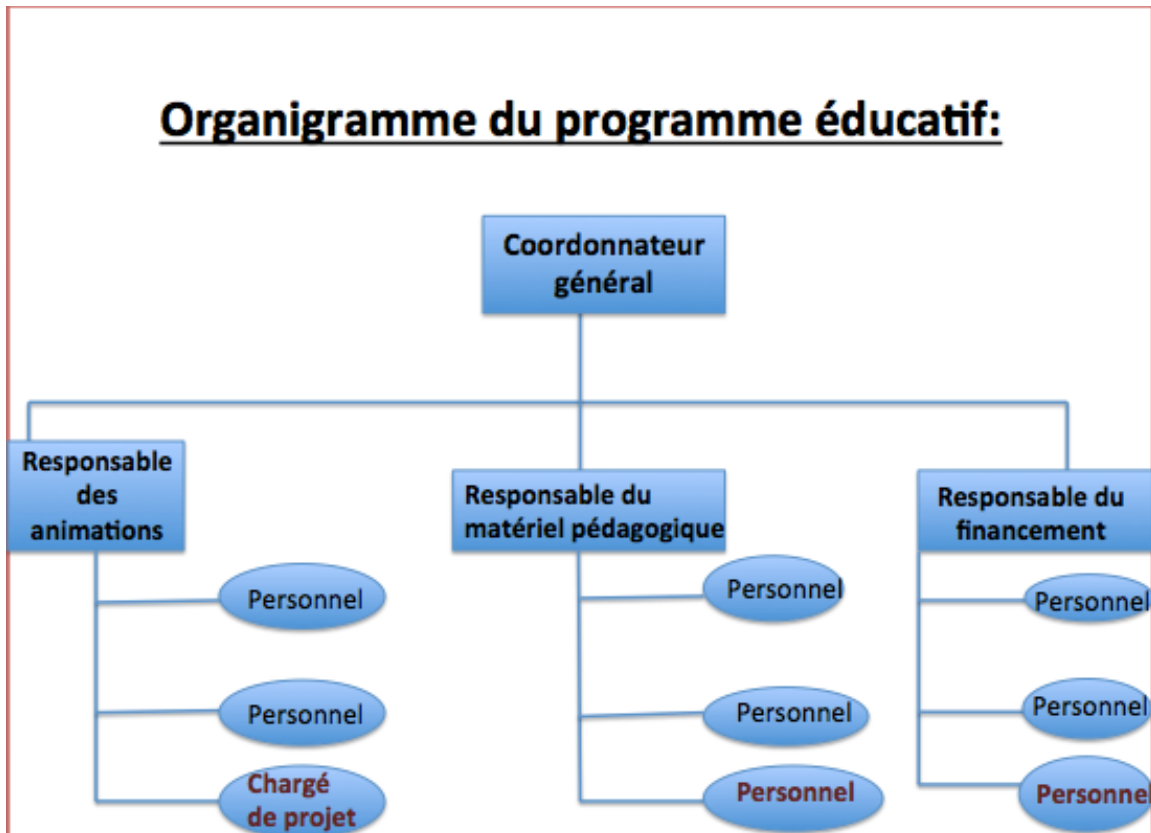 Organigramme du programme éducatif:
Coordonnateur
général
Responsable
des
animations
Personnel
Personnel
Chargé
de projet
Responsable du
matériel pédagogique
Personnel
Personnel
Personnel
Responsable du
financement
Personnel
Personnel
Personnel